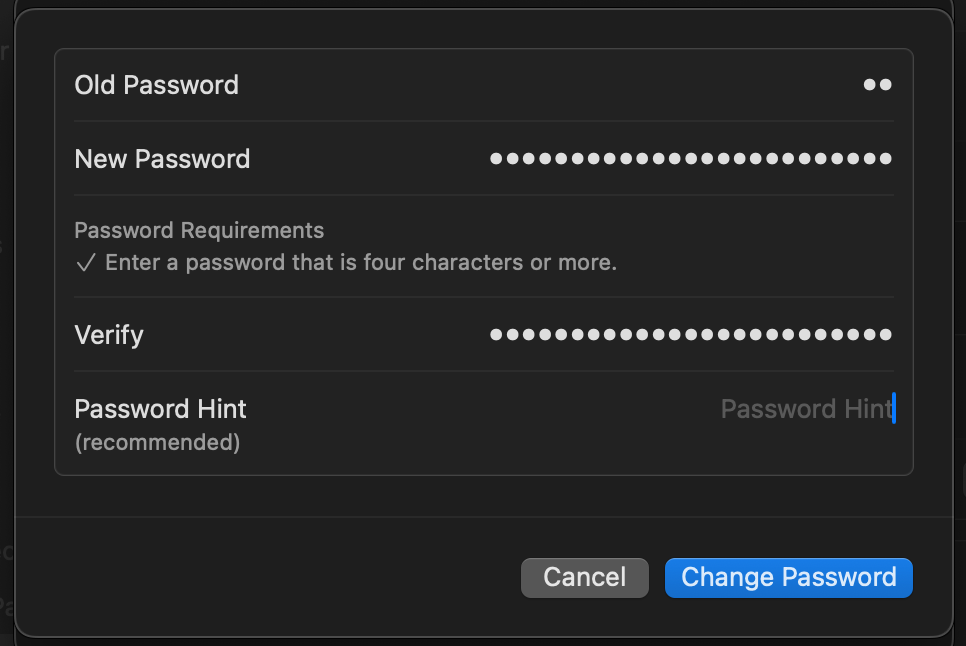 Old Password ••
New Password •••••••••••••••••••••••••
Password Requirements
✓ Enter a password that is four characters or more.
Verify •••••••••••••••••••••••••
Password Hint Password Hint
(recommended)
Cancel Change Password